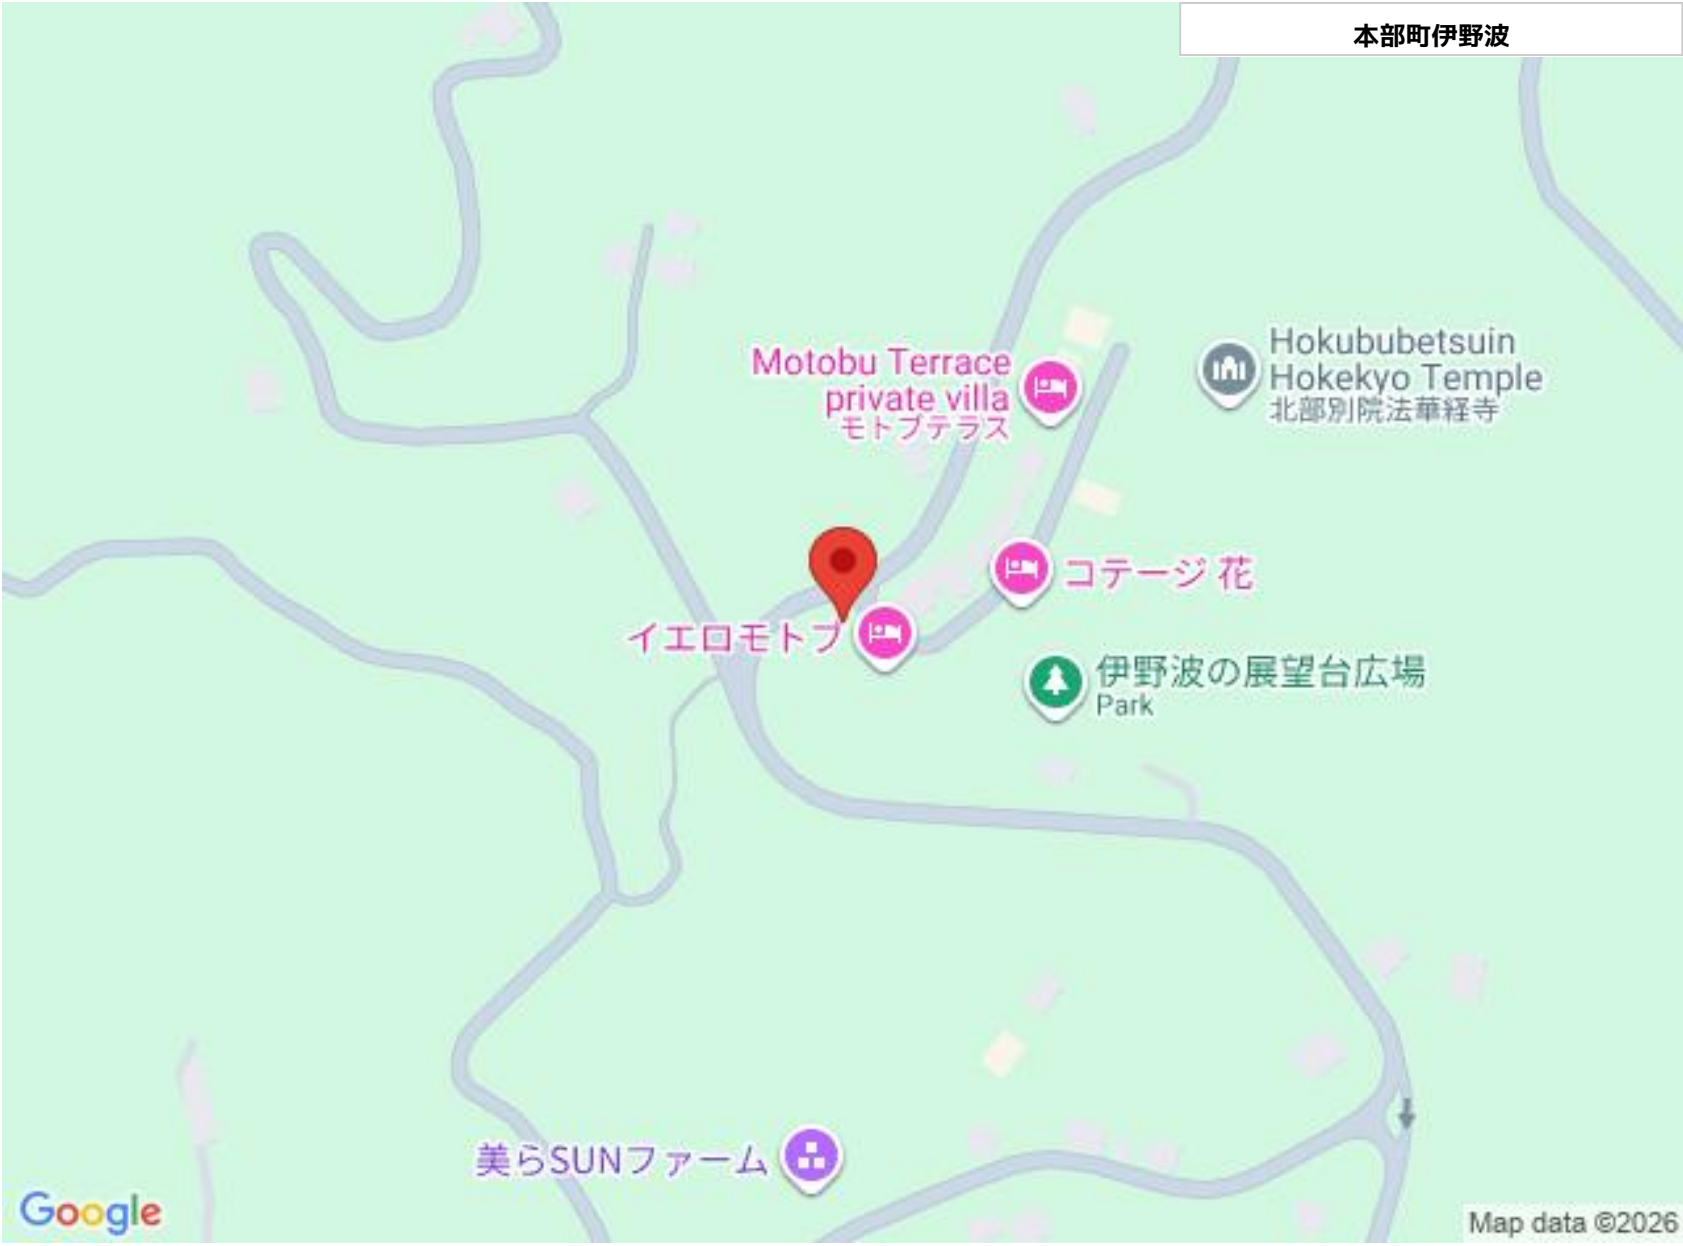 本部町伊野波
Hokububetsuin
Hokekyo Temple
北部別院法華経寺
Motobu Terrace
private villa
モトブテラス
コテージ 花
イエロモトブ
伊野波の展望台広場
Park
美らSUNファーム
Google
Map data ©2026